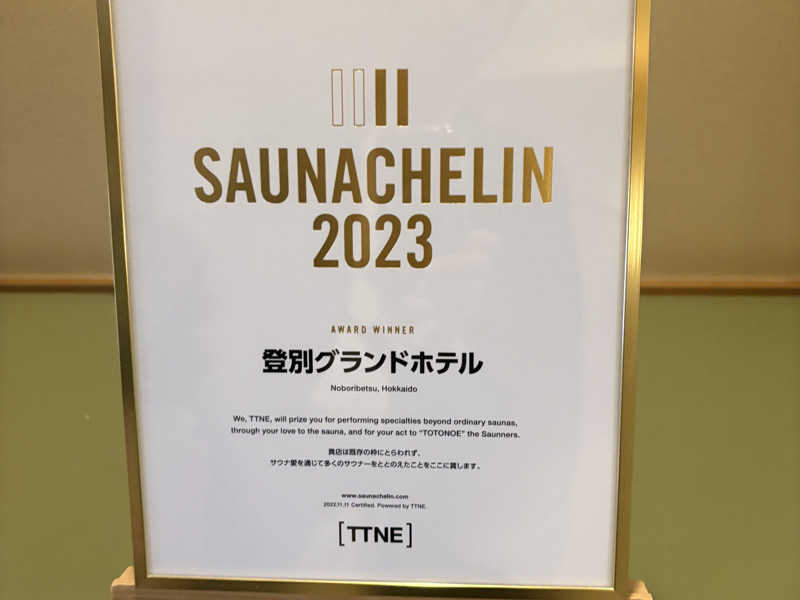 SAUNACHELIN
2023
AWARD WINNER
登別グランドホテル
Noboribetsu, Hokkaido
We, TTNE, will prize you for performing specialties beyond ordinary saunas,
through your love to the sauna, and for your act to "TOTONOE" the Saunners.
貴店は既存の枠にとらわれず、
サウナ愛を通じて多くのサウナーをととのえたことをここに賞します。
www.saunachelin.com
2022.11.11 Certified. Powered by TTNE.
[TTNE]